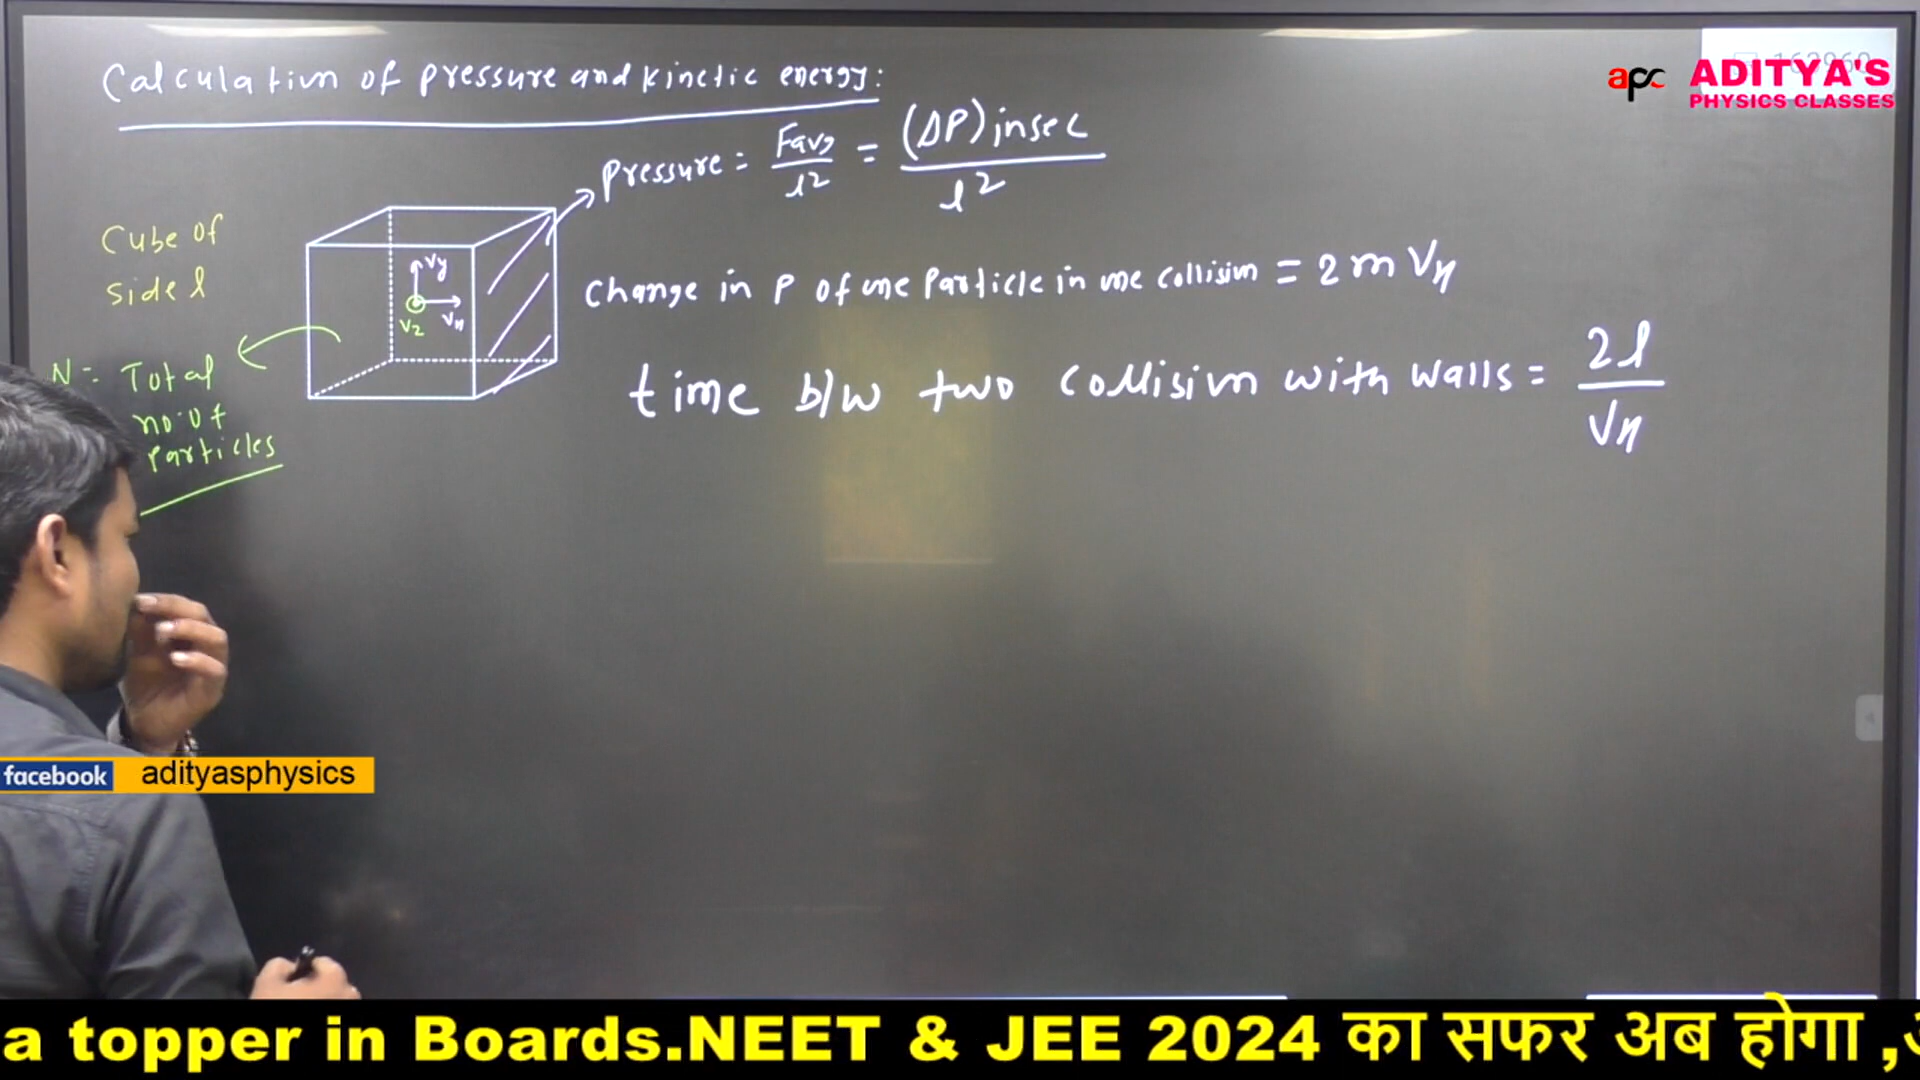 Calculation of pressure and kinetic energy:
Pressure = Favg / l² = (ΔP) in sec / l²
Cube of
side l
Vy
Vx
Vz
Change in P of one Particle in one collision = 2mVx
N = Total
no. of
Particles
time b/w two Collision with walls = 2l / Vx
apc ADITYA'S
PHYSICS CLASSES
facebook adityasphysics
a topper in Boards.NEET & JEE 2024 का सफर अब होगा ,